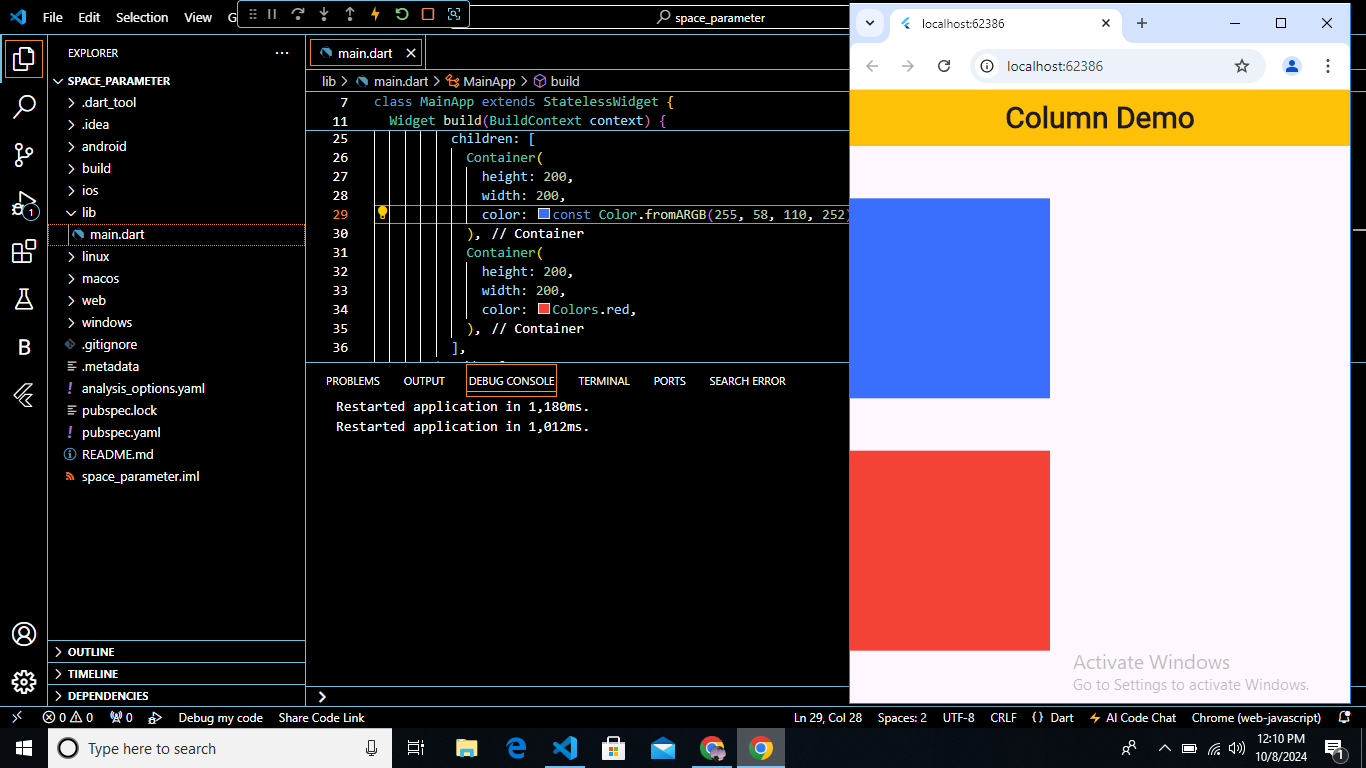 File Edit Selection View G
space_parameter
localhost:62386
localhost:62386
EXPLORER
SPACE_PARAMETER
.dart_tool
.idea
android
build
ios
lib
main.dart
linux
macos
web
windows
.gitignore
.metadata
! analysis_options.yaml
pubspec.lock
! pubspec.yaml
README.md
space_parameter.iml
OUTLINE
TIMELINE
DEPENDENCIES
1
B
main.dart
lib > main.dart > MainApp > build
7 class MainApp extends StatelessWidget {
11 Widget build(BuildContext context) {
25 children: [
26 Container(
27 height: 200,
28 width: 200,
29 color: const Color.fromARGB(255, 58, 110, 252)
30 ), // Container
31 Container(
32 height: 200,
33 width: 200,
34 color: Colors.red,
35 ), // Container
36 ],
PROBLEMS OUTPUT DEBUG CONSOLE TERMINAL PORTS SEARCH ERROR
Restarted application in 1,180ms.
Restarted application in 1,012ms.
Column Demo
Activate Windows
Go to Settings to activate Windows.
0 0 0 Debug my code Share Code Link Ln 29, Col 28 Spaces: 2 UTF-8 CRLF {} Dart AI Code Chat Chrome (web-javascript)
Type here to search
12:10 PM
10/8/2024
1